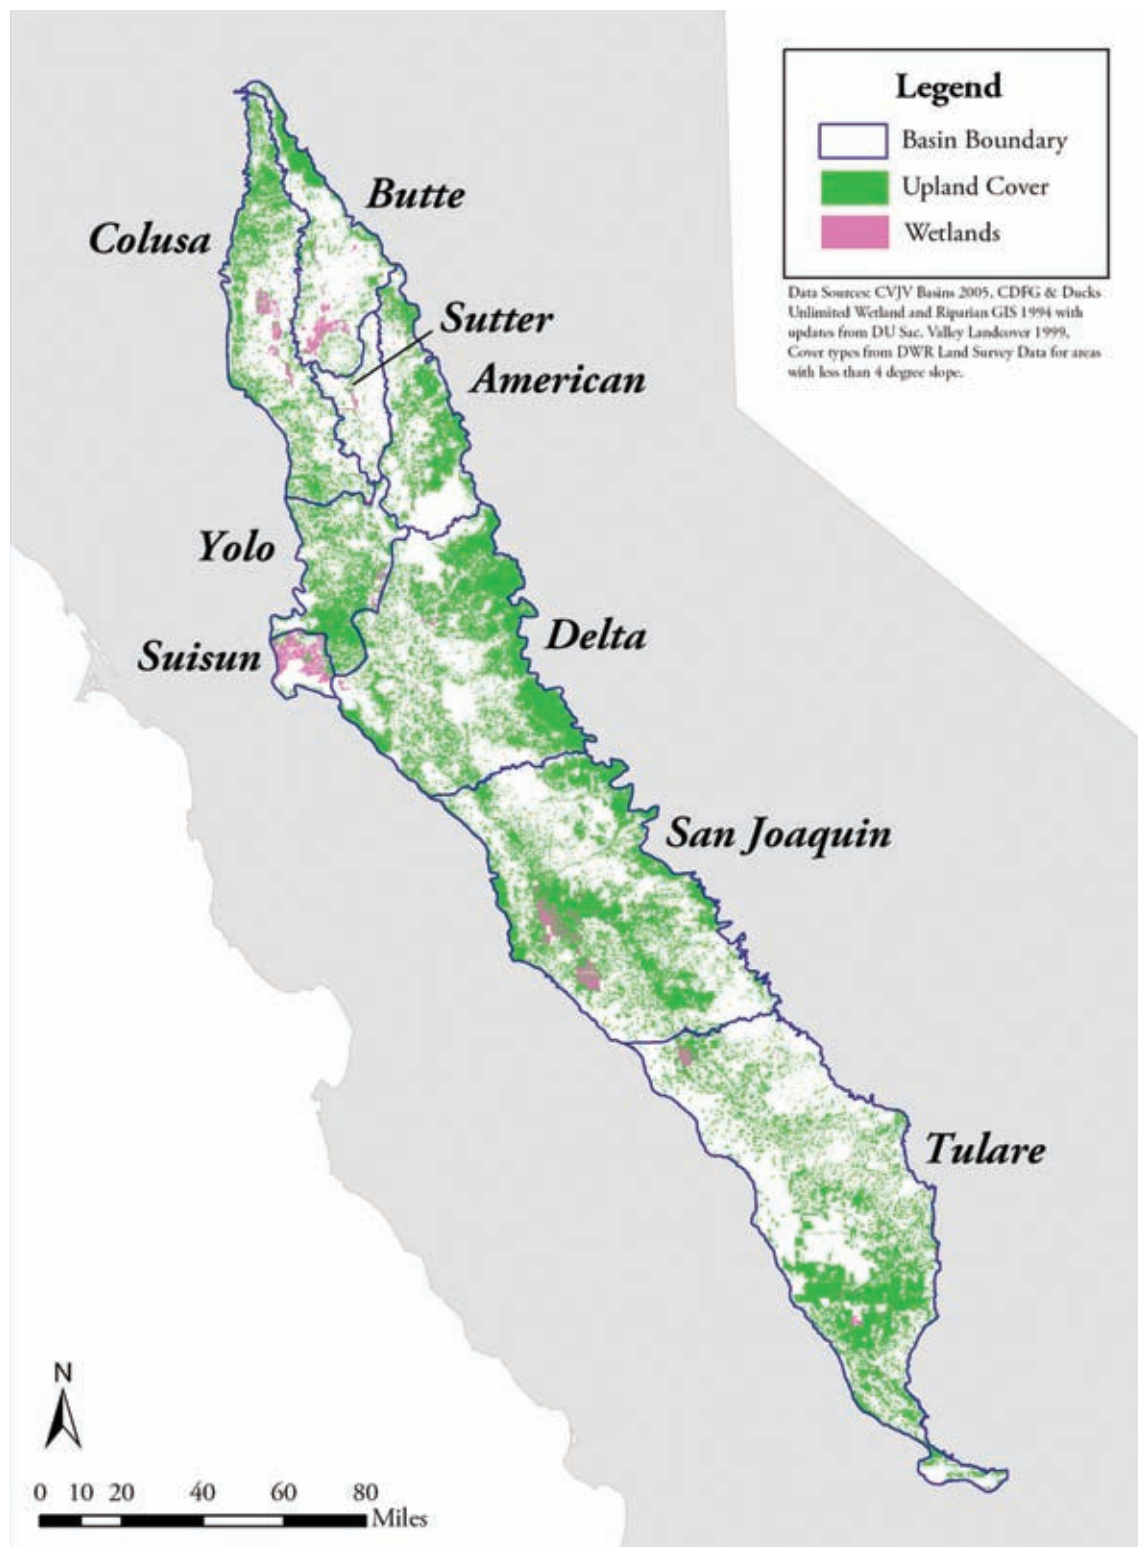 Legend
Basin Boundary
Upland Cover
Wetlands
Data Sources: CVJV Basins 2005, CDFG & Ducks
Unlimited Wetland and Riparian GIS 1994 with
updates from DU Sac. Valley Landcover 1999,
Cover types from DWR Land Survey Data for areas
with less than 4 degree slope.
Butte
Colusa
Sutter
American
Yolo
Delta
Suisun
San Joaquin
Tulare
N
0 10 20 40 60 80
Miles